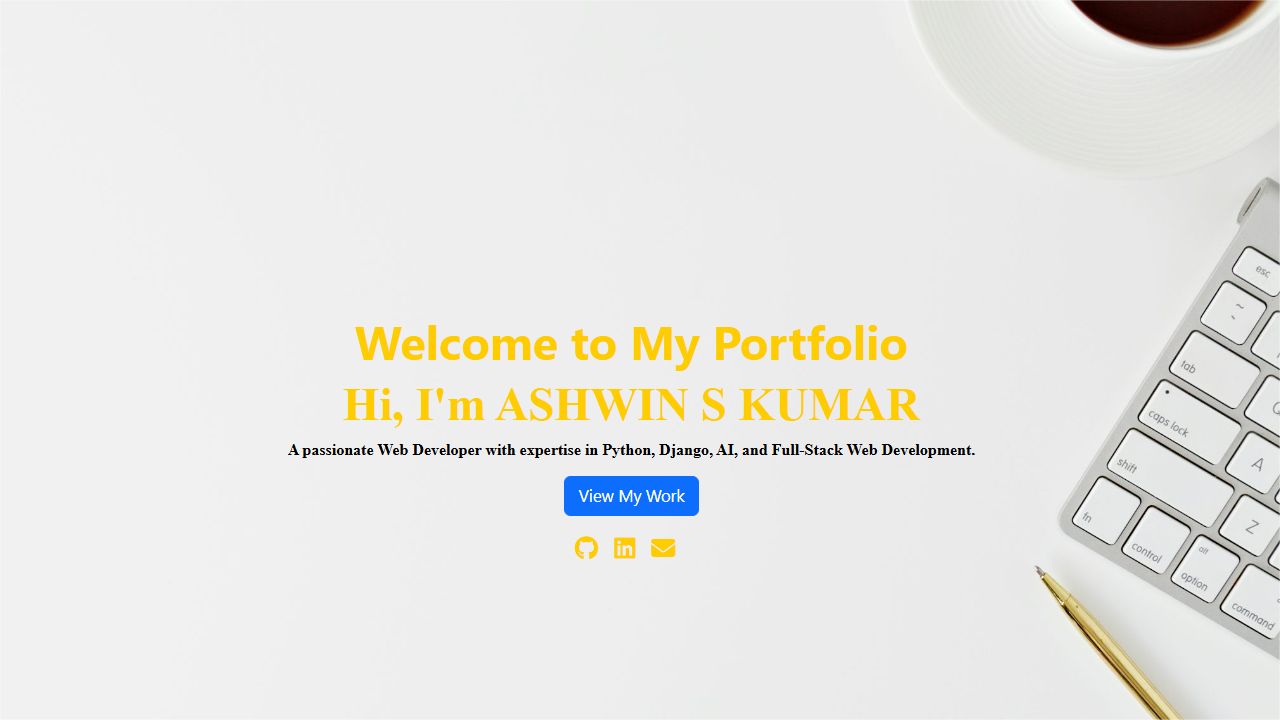 Welcome to My Portfolio
Hi, I'm ASHWIN S KUMAR
A passionate Web Developer with expertise in Python, Django, AI, and Full-Stack Web Development.
View My Work
esc
~
tab
caps lock
A
shift
Z
fn
control
alt
option
command